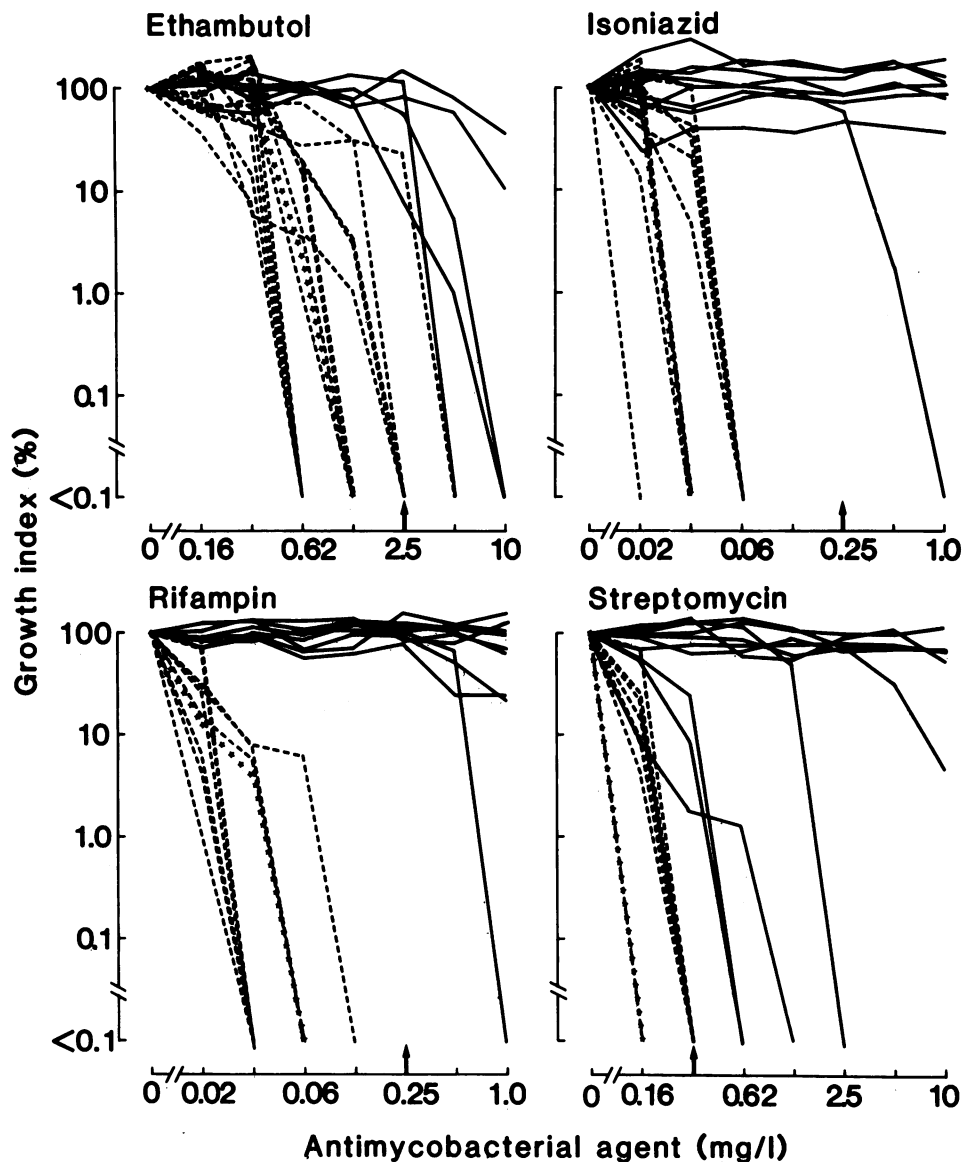 Ethambutol
Isoniazid
100
10
1.0
0.1
<0.1
0 0.16 0.62 2.5 10
0 0.02 0.06 0.25 1.0
Rifampin
Streptomycin
100
10
1.0
0.1
<0.1
0 0.02 0.06 0.25 1.0
0 0.16 0.62 2.5 10
Growth index (%)
Antimycobacterial agent (mg/l)